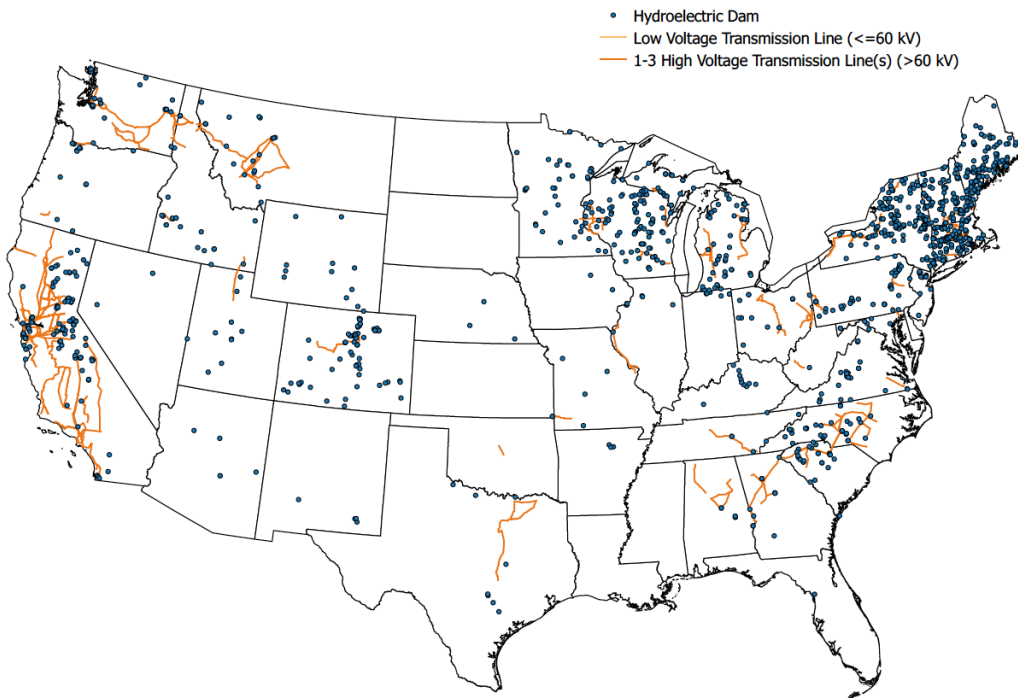 Hydroelectric Dam
Low Voltage Transmission Line (<=60 kV)
1-3 High Voltage Transmission Line(s) (>60 kV)